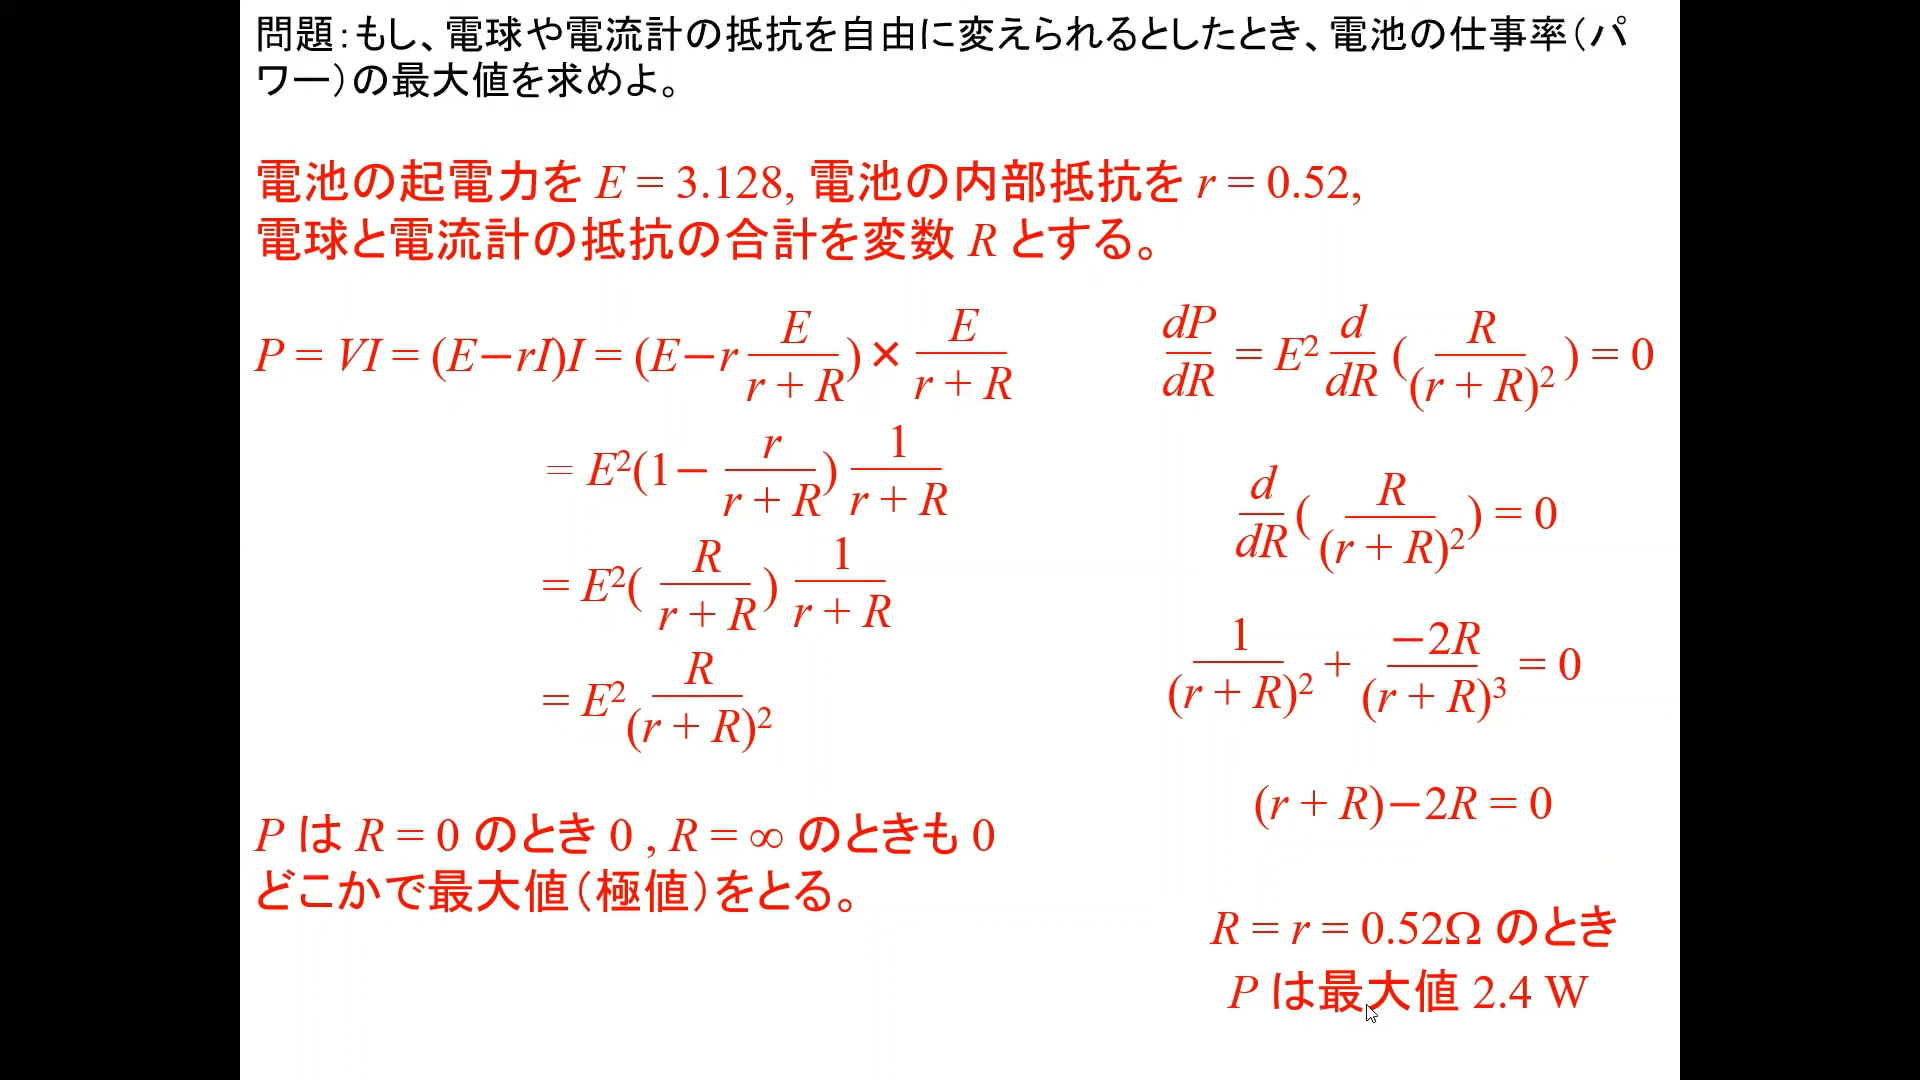 問題：もし、電球や電流計の抵抗を自由に変えられるとしたとき、電池の仕事率（パ
ワー）の最大値を求めよ。
電池の起電力を E = 3.128, 電池の内部抵抗を r = 0.52,
電球と電流計の抵抗の合計を変数 R とする。
P = VI = (E−rI)I = (E−r E/(r + R)) × E/(r + R)
= E²(1− r/(r + R)) 1/(r + R)
= E²( R/(r + R) ) 1/(r + R)
= E² R/(r + R)²
P は R = 0 のとき 0 , R = ∞ のときも 0
どこかで最大値（極値）をとる。
dP/dR = E² d/dR ( R/(r + R)² ) = 0
d/dR ( R/(r + R)² ) = 0
1/(r + R)² + −2R/(r + R)³ = 0
(r + R)−2R = 0
R = r = 0.52Ω のとき
P は最大値 2.4 W